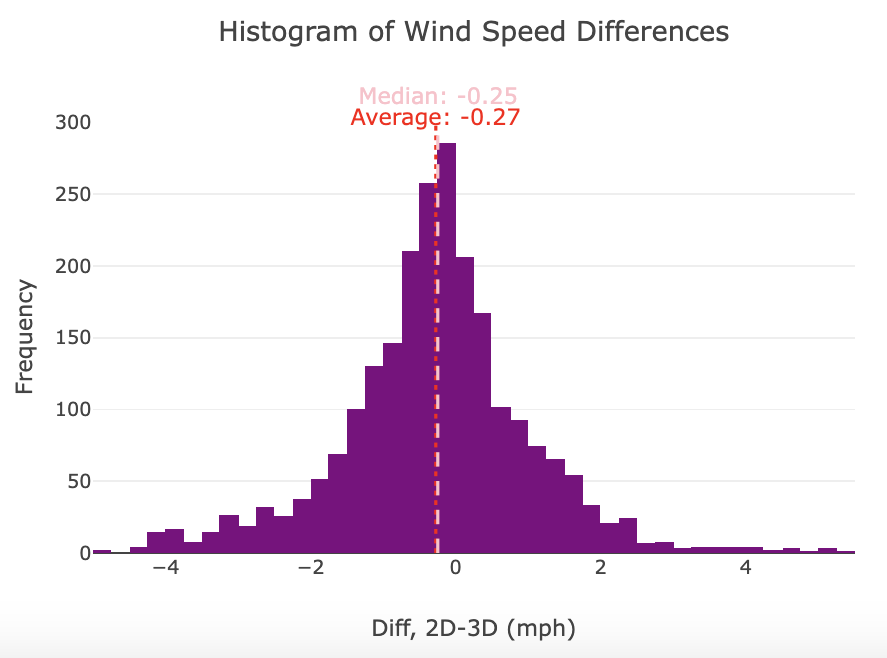 Histogram of Wind Speed Differences
Median: -0.25
Average: -0.27
300
250
200
150
100
50
0
Frequency
−4
−2
0
2
4
Diff, 2D-3D (mph)